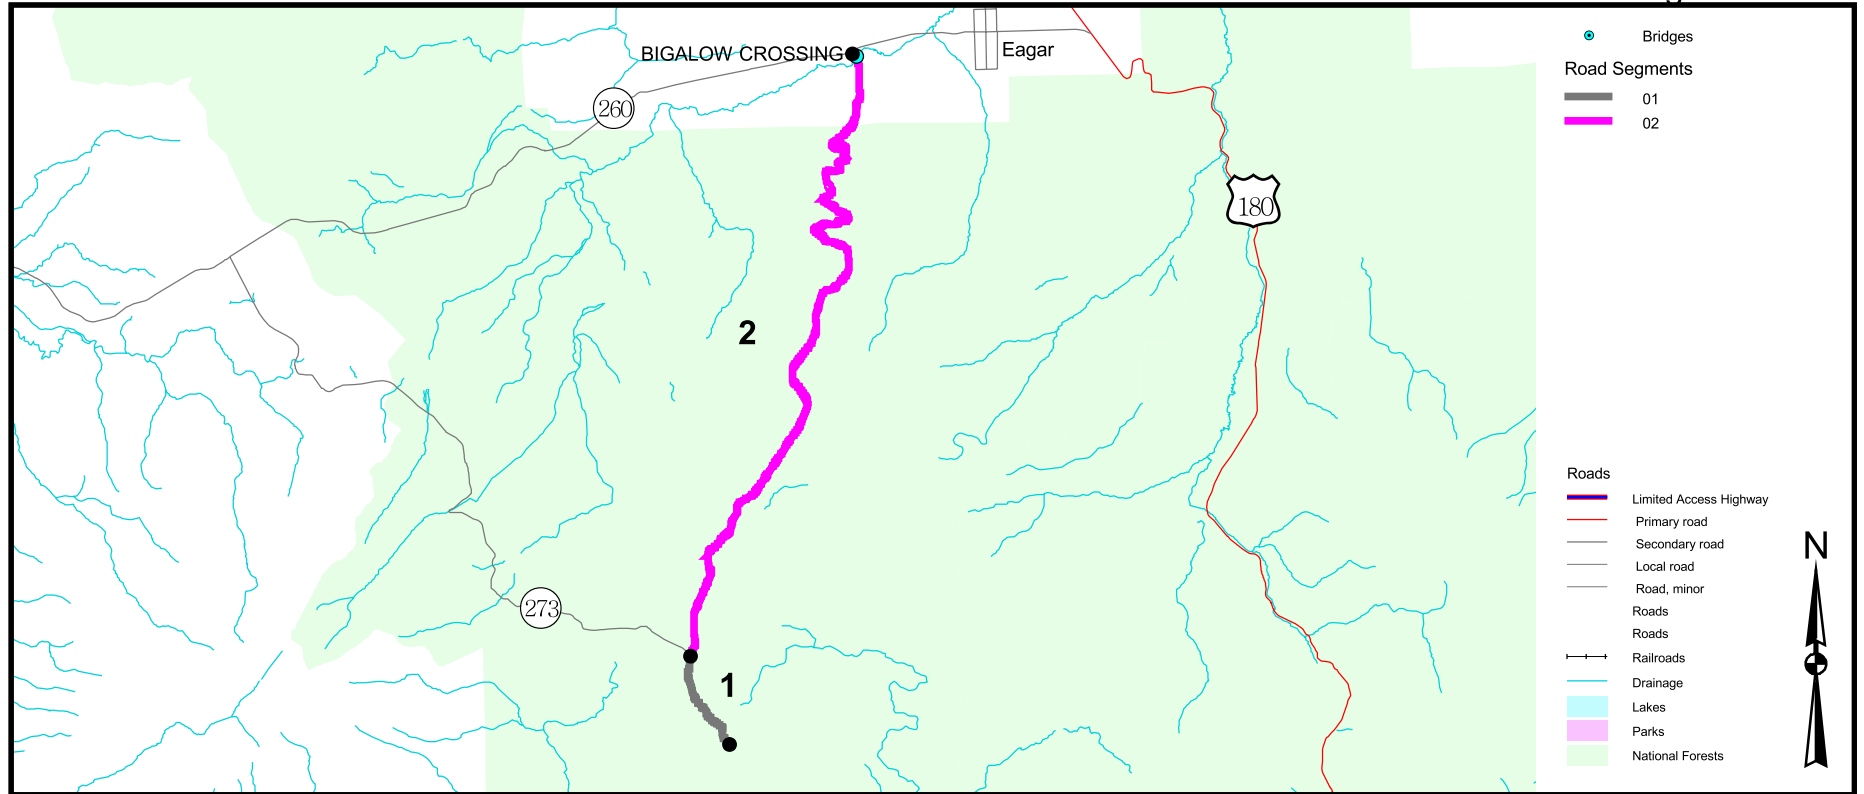 BIGALOW CROSSING
Eagar
260
180
2
273
1
Bridges
Road Segments
01
02
Roads
Limited Access Highway
Primary road
Secondary road
Local road
Road, minor
Roads
Roads
Railroads
Drainage
Lakes
Parks
National Forests
N